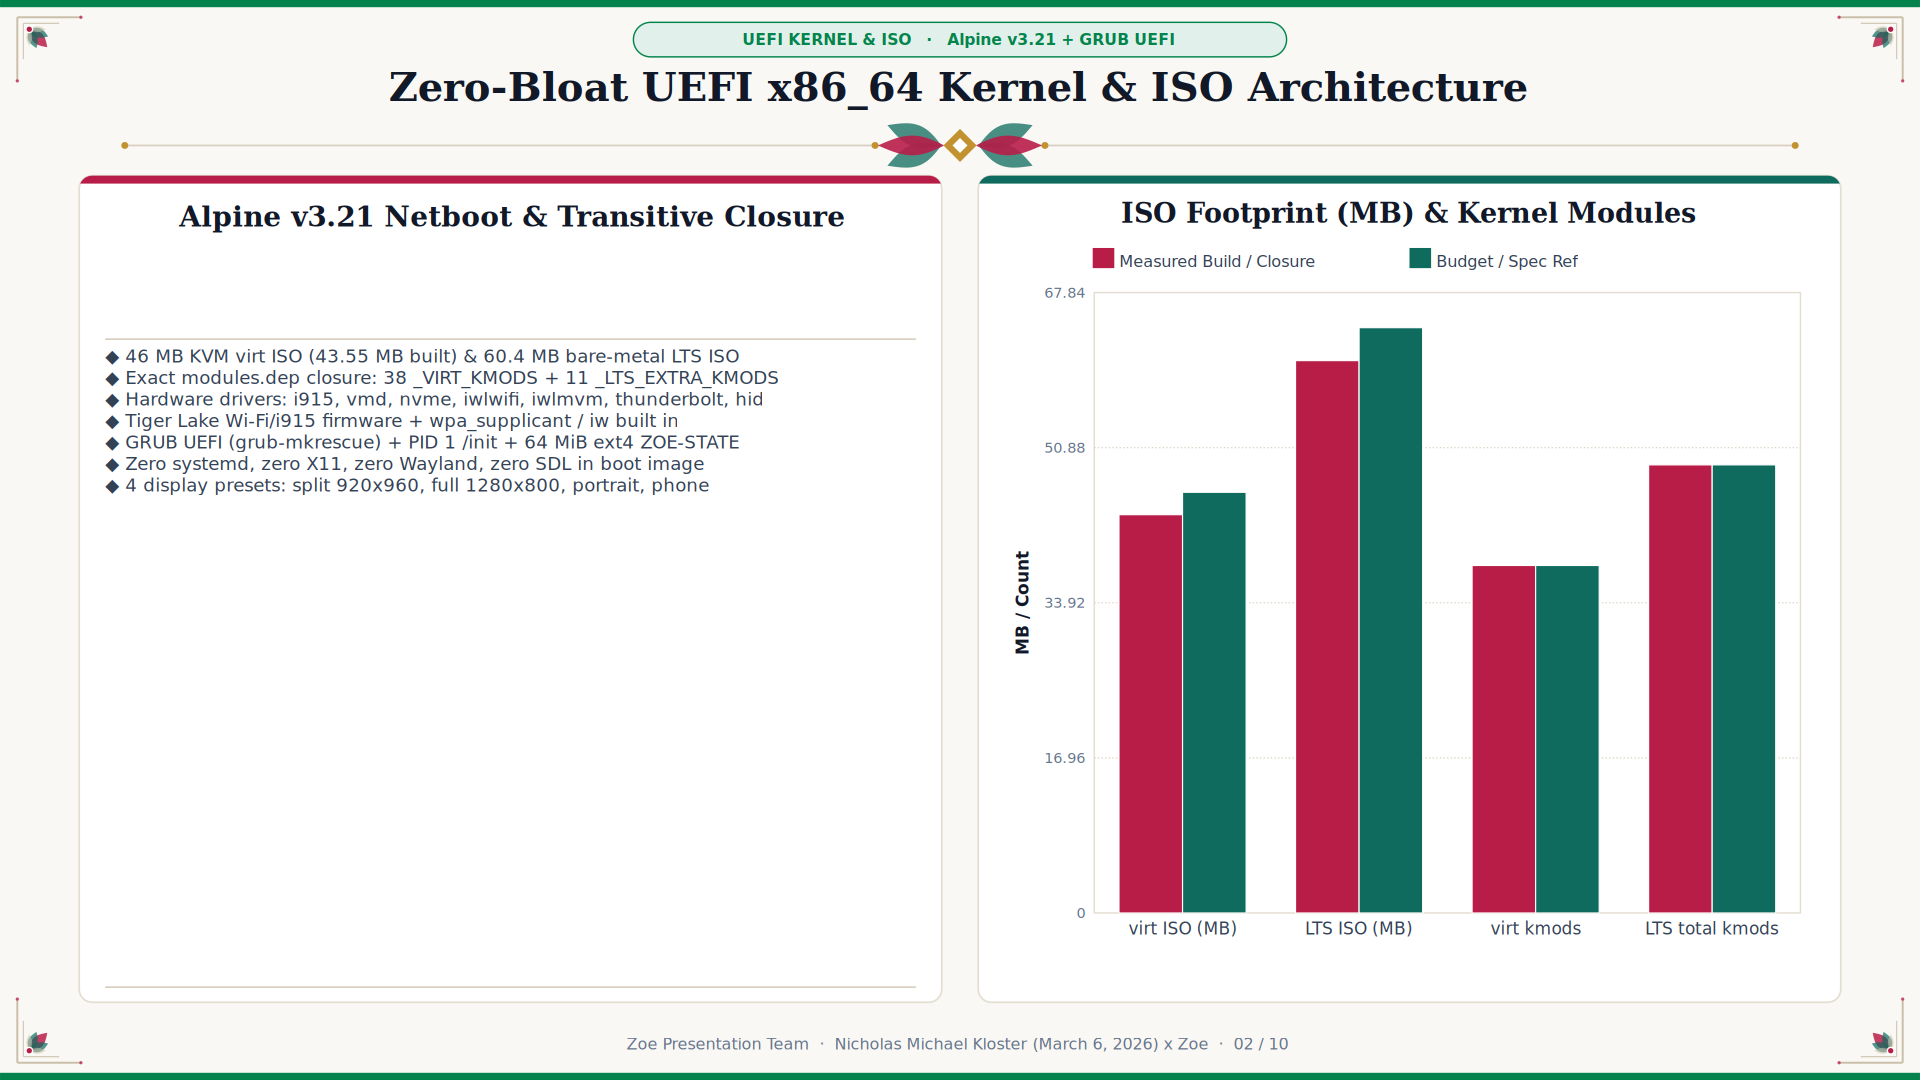 UEFI KERNEL & ISO · Alpine v3.21 + GRUB UEFI
Zero-Bloat UEFI x86_64 Kernel & ISO Architecture
Alpine v3.21 Netboot & Transitive Closure
◆ 46 MB KVM virt ISO (43.55 MB built) & 60.4 MB bare-metal LTS ISO
◆ Exact modules.dep closure: 38 _VIRT_KMODS + 11 _LTS_EXTRA_KMODS
◆ Hardware drivers: i915, vmd, nvme, iwlwifi, iwlmvm, thunderbolt, hid
◆ Tiger Lake Wi-Fi/i915 firmware + wpa_supplicant / iw built in
◆ GRUB UEFI (grub-mkrescue) + PID 1 /init + 64 MiB ext4 ZOE-STATE
◆ Zero systemd, zero X11, zero Wayland, zero SDL in boot image
◆ 4 display presets: split 920x960, full 1280x800, portrait, phone
ISO Footprint (MB) & Kernel Modules
Measured Build / Closure
Budget / Spec Ref
67.84
50.88
33.92
16.96
0
MB / Count
virt ISO (MB)
LTS ISO (MB)
virt kmods
LTS total kmods
Zoe Presentation Team · Nicholas Michael Kloster (March 6, 2026) x Zoe · 02 / 10